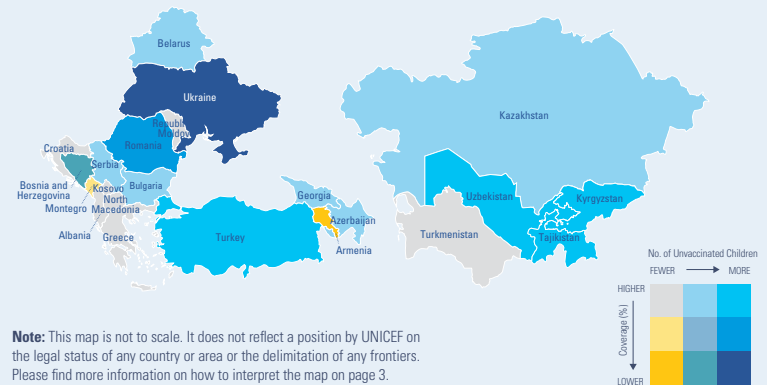 Belarus
Ukraine
Republic
Moldova
Romania
Croatia
Serbia
Bosnia and
Herzegovina
Kosovo
Bulgaria
North
Macedonia
Montegro
Albania
Greece
Turkey
Georgia
Azerbaijan
Armenia
Kazakhstan
Uzbekistan
Kyrgyzstan
Tajikistan
Turkmenistan
No. of Unvaccinated Children
FEWER MORE
HIGHER
Coverage (%)
LOWER
Note: This map is not to scale. It does not reflect a position by UNICEF on
the legal status of any country or area or the delimitation of any frontiers.
Please find more information on how to interpret the map on page 3.